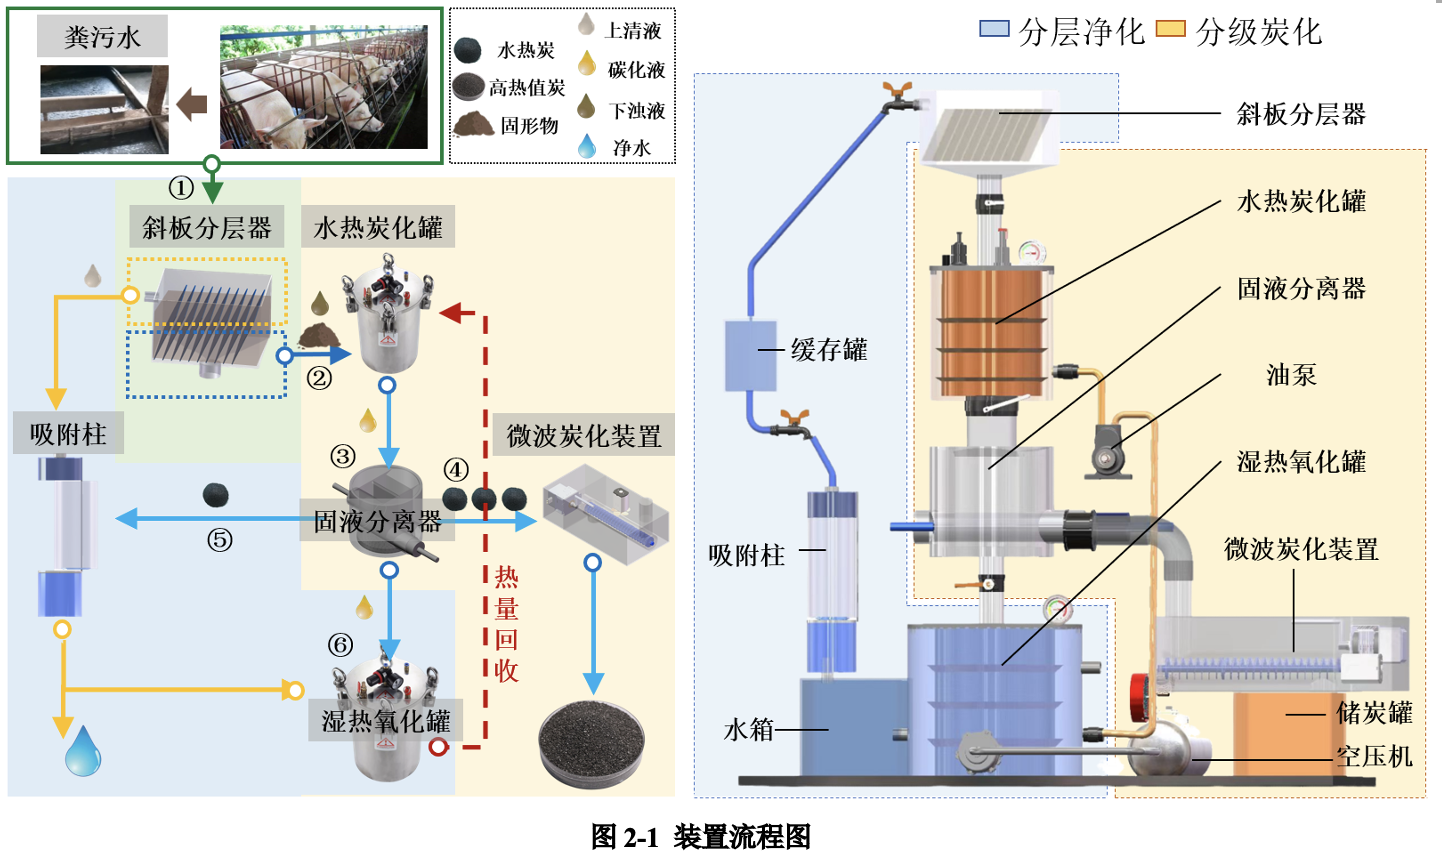 粪污水
水热炭
高热值炭
固形物
上清液
碳化液
下浊液
净水
①
斜板分层器
水热炭化罐
②
吸附柱
③
④
微波炭化装置
固液分离器
⑤
热量回收
⑥
湿热氧化罐
分层净化
分级炭化
斜板分层器
水热炭化罐
固液分离器
缓存罐
油泵
湿热氧化罐
吸附柱
微波炭化装置
水箱
储炭罐
空压机
图 2-1 装置流程图